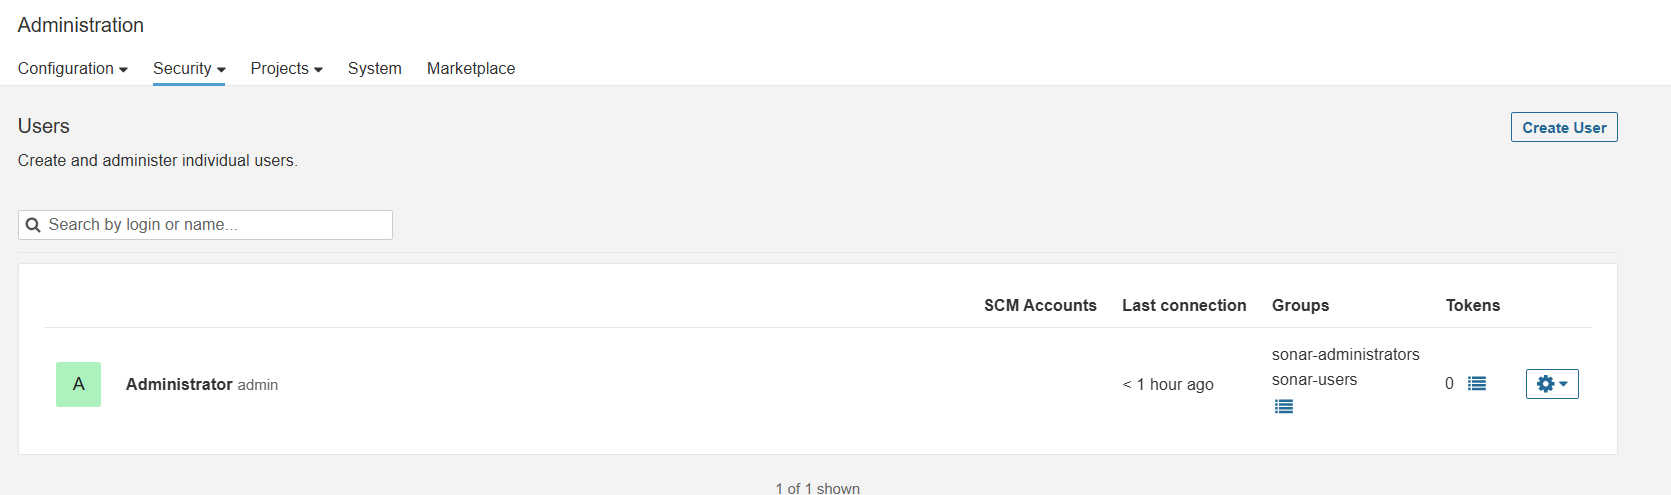 Administration
Configuration Security Projects System Marketplace
Users
Create User
Create and administer individual users.
Search by login or name...
SCM Accounts Last connection Groups Tokens
A Administrator admin < 1 hour ago sonar-administrators
sonar-users
0
1 of 1 shown